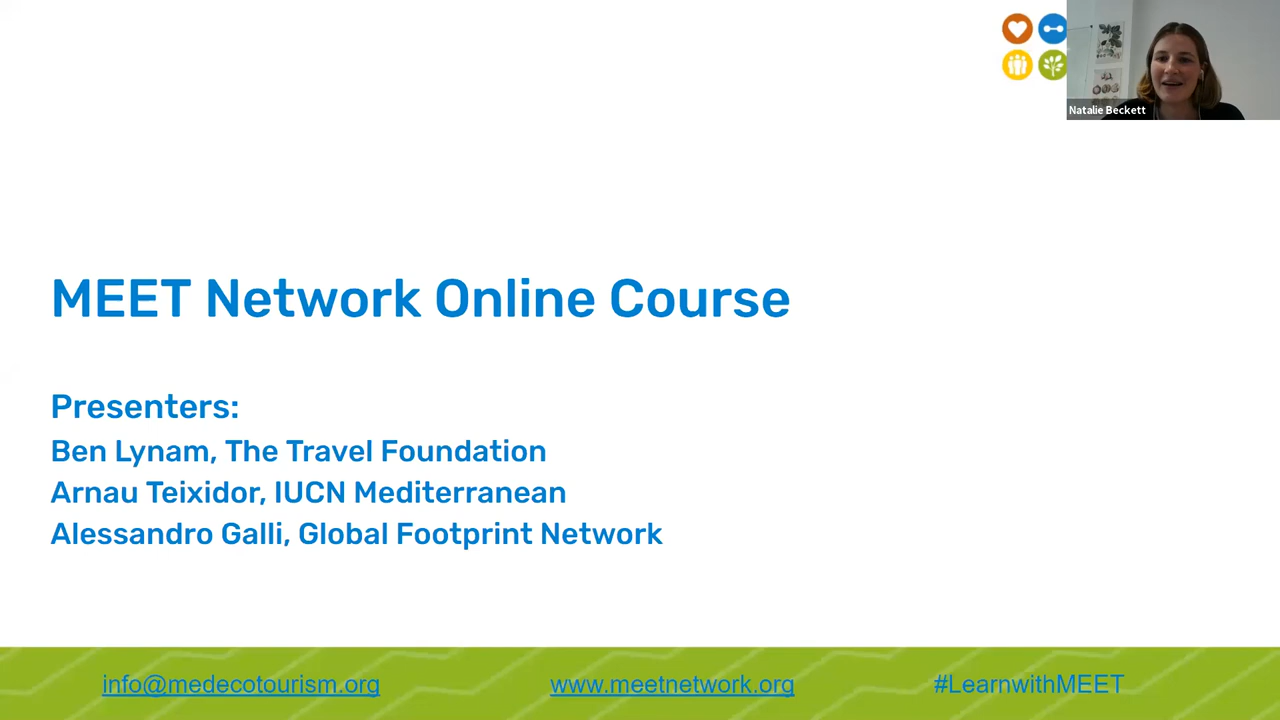 Natalie Beckett
MEET Network Online Course
Presenters:
Ben Lynam, The Travel Foundation
Arnau Teixidor, IUCN Mediterranean
Alessandro Galli, Global Footprint Network
info@medecotourism.org
www.meetnetwork.org
#LearnwithMEET